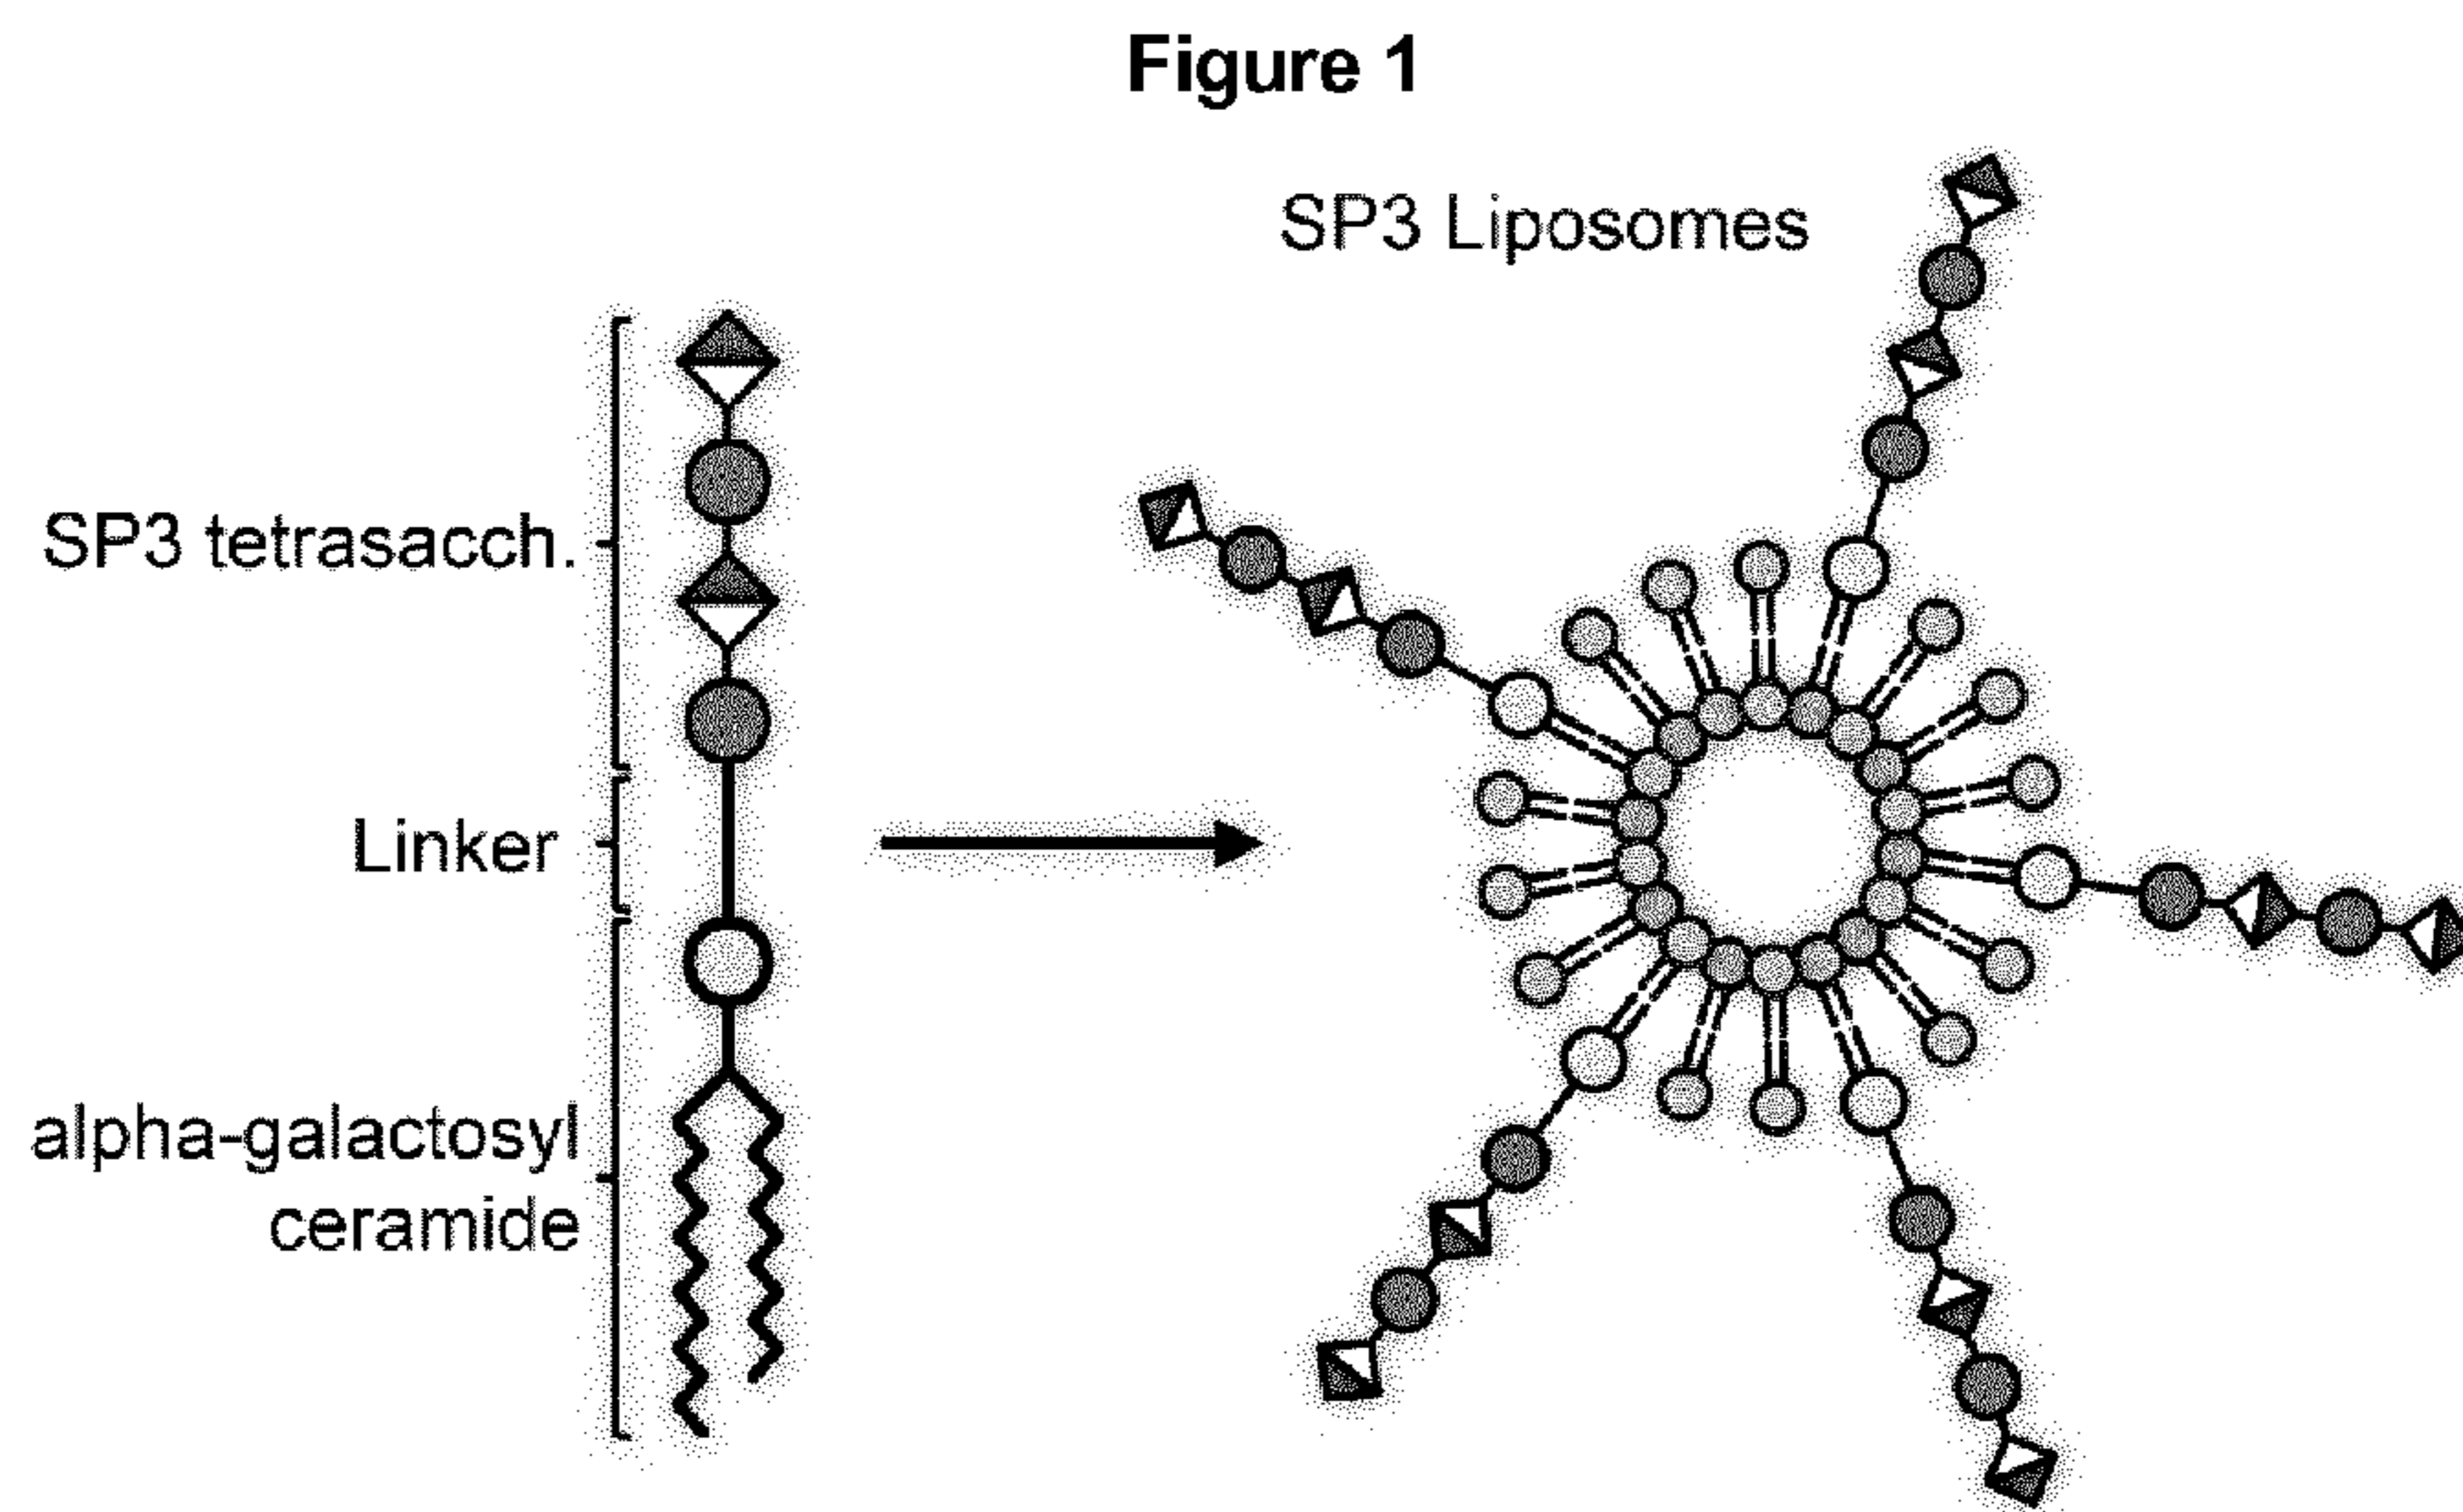 Figure 1
SP3 Liposomes
SP3 tetrasacch.
Linker
alpha-galactosyl
ceramide